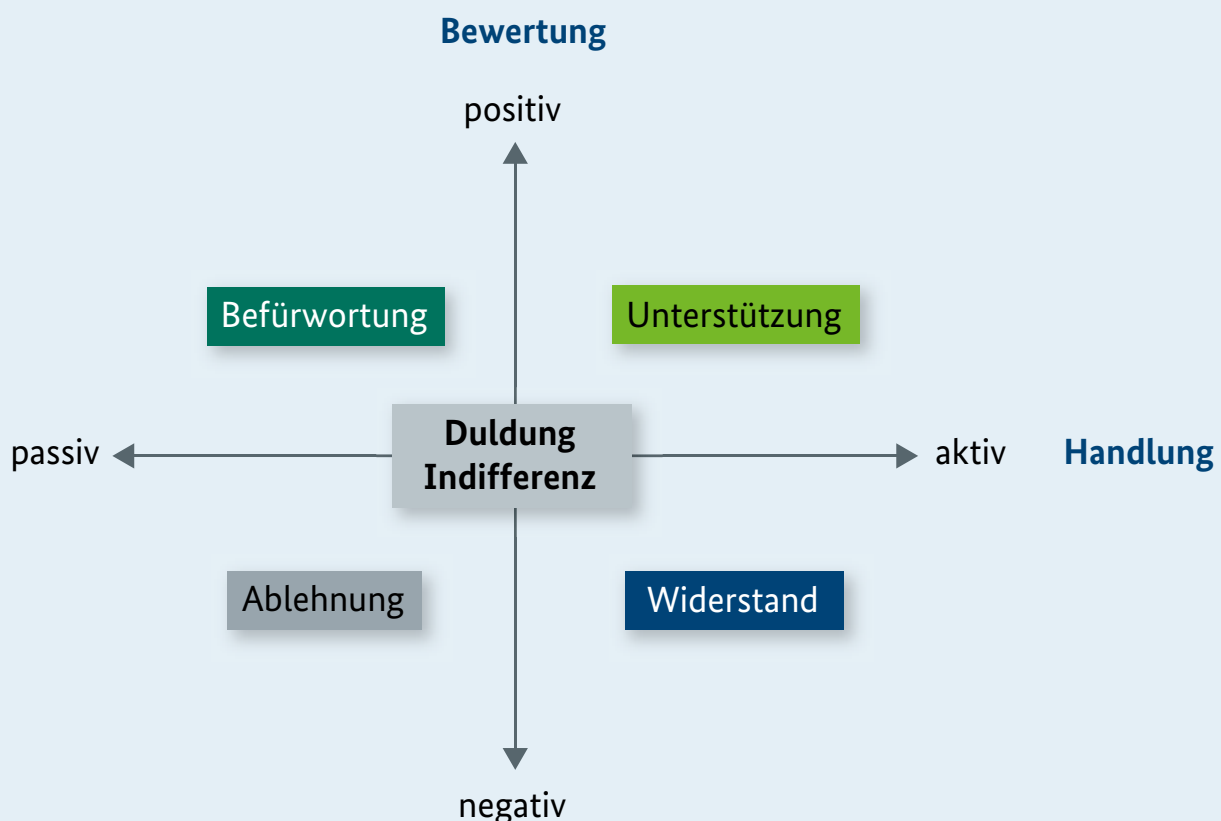 Bewertung
positiv
Befürwortung
Unterstützung
Duldung
Indifferenz
passiv
aktiv
Handlung
Ablehnung
Widerstand
negativ